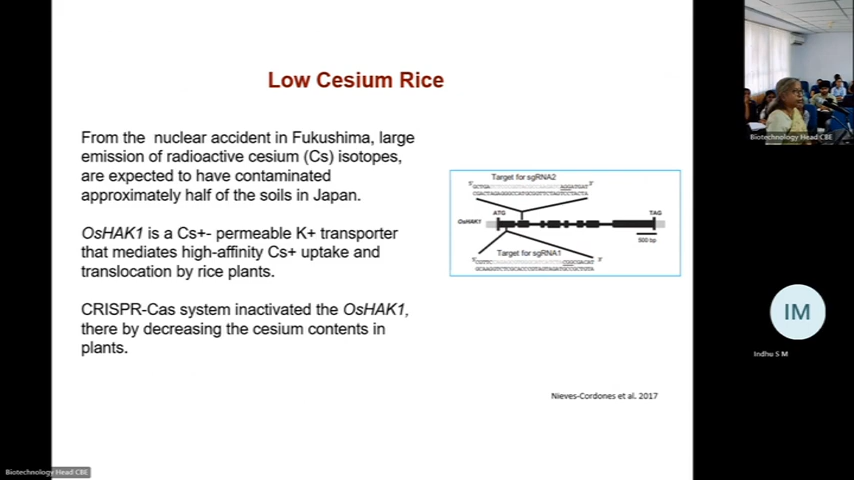 Low Cesium Rice
From the nuclear accident in Fukushima, large
emission of radioactive cesium (Cs) isotopes,
are expected to have contaminated
approximately half of the soils in Japan.
OsHAK1 is a Cs+- permeable K+ transporter
that mediates high-affinity Cs+ uptake and
translocation by rice plants.
CRISPR-Cas system inactivated the OsHAK1,
there by decreasing the cesium contents in
plants.
Target for sgRNA2
5' 3'
ATG TAG
OsHAK1
500 bp
Target for sgRNA1
5' 3'
Nieves-Cordones et al. 2017
Biotechnology Head CBE
IM
Indhu S M
Biotechnology Head CBE